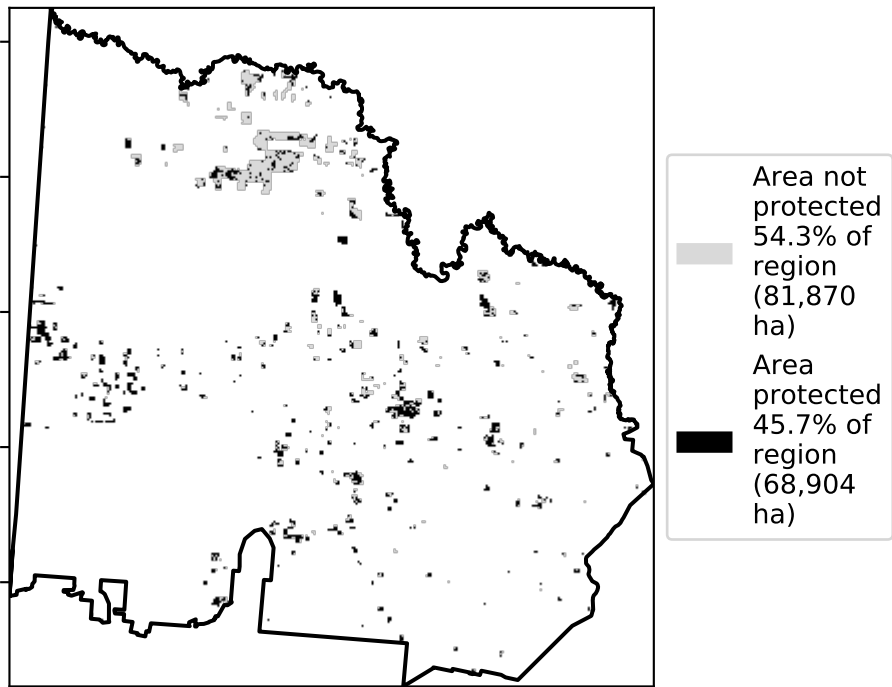 Area not
protected
54.3% of
region
(81,870
ha)
Area
protected
45.7% of
region
(68,904
ha)